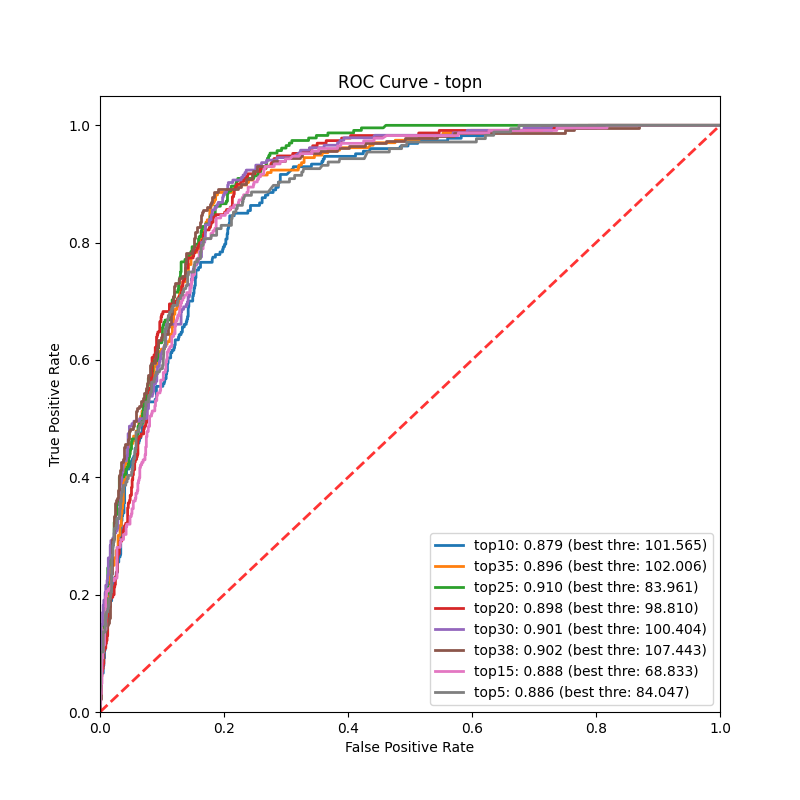 ROC Curve - topn
True Positive Rate
1.0
0.8
0.6
0.4
0.2
0.0
top10: 0.879 (best thre: 101.565)
top35: 0.896 (best thre: 102.006)
top25: 0.910 (best thre: 83.961)
top20: 0.898 (best thre: 98.810)
top30: 0.901 (best thre: 100.404)
top38: 0.902 (best thre: 107.443)
top15: 0.888 (best thre: 68.833)
top5: 0.886 (best thre: 84.047)
0.0 0.2 0.4 0.6 0.8 1.0
False Positive Rate